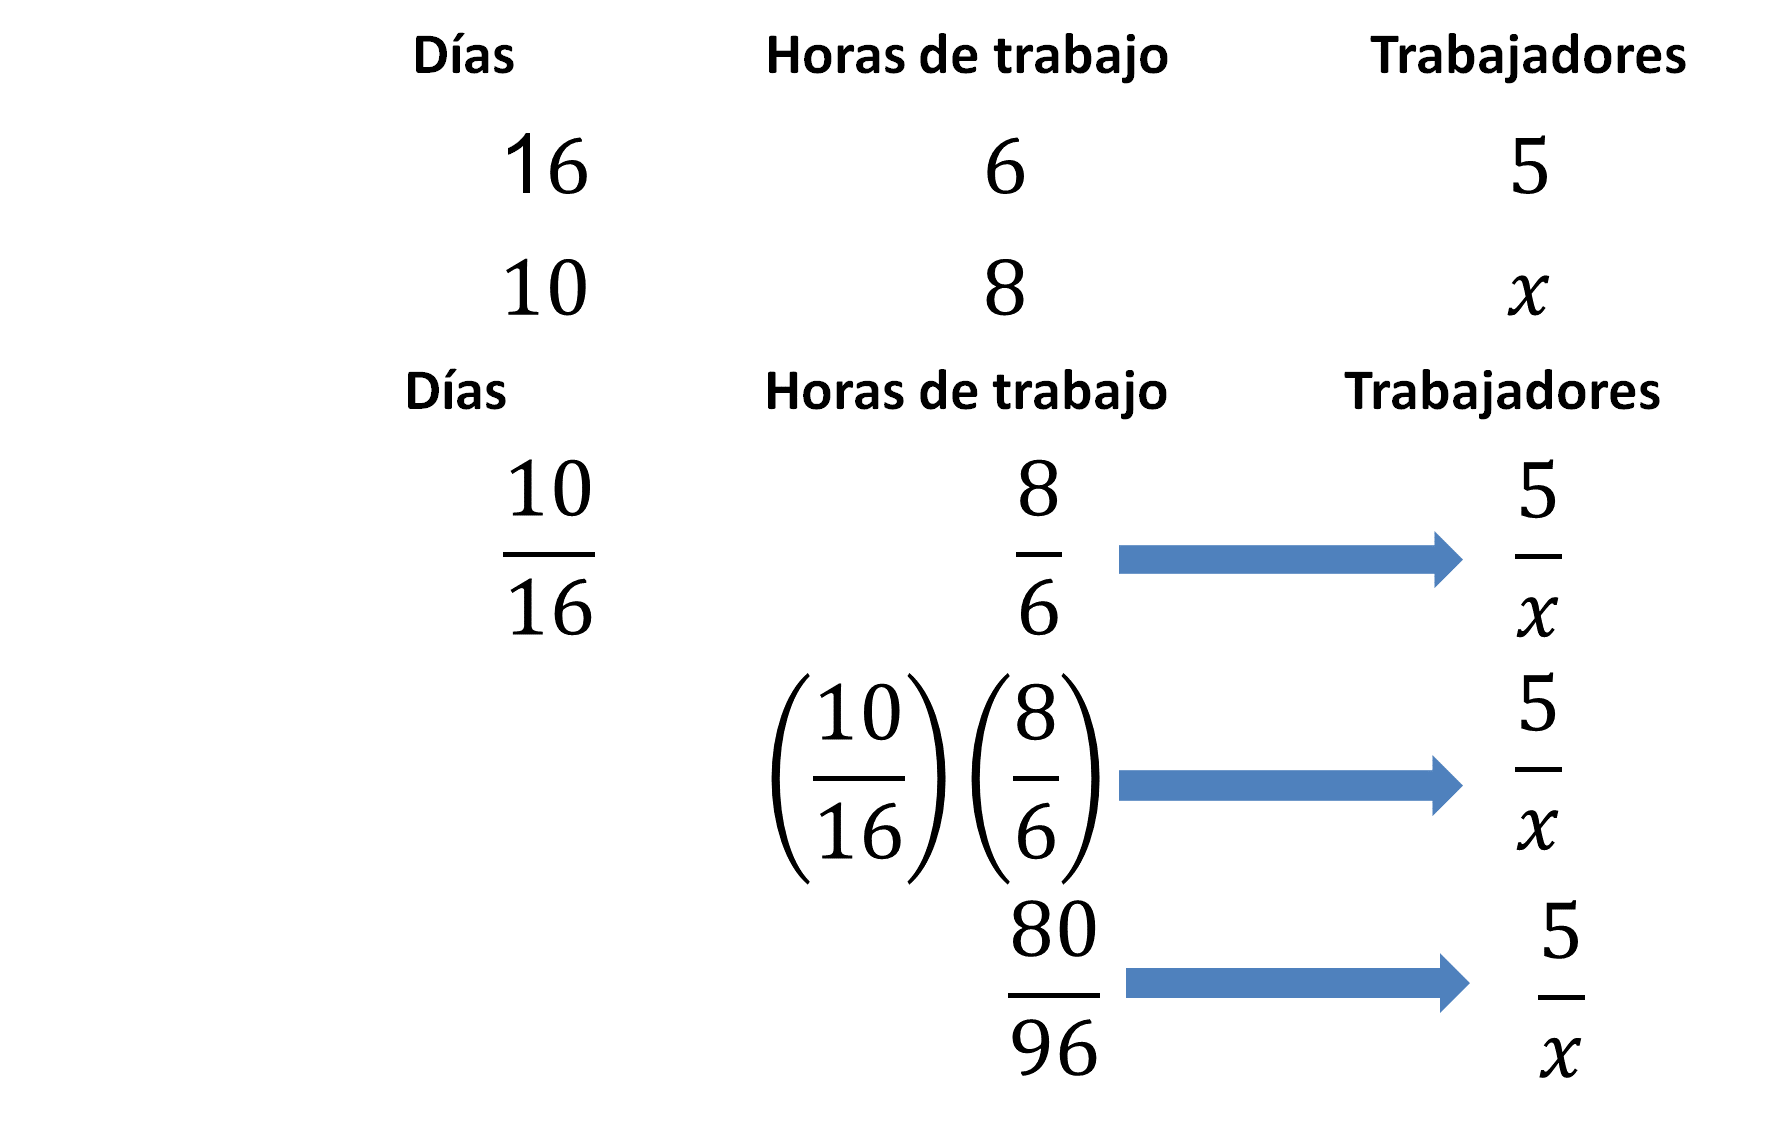 Días Horas de trabajo Trabajadores
16 6 5
10 8 x
Días Horas de trabajo Trabajadores
10 8 5
16 6 x
(10/16) (8/6) 5/x
80 5
96 x